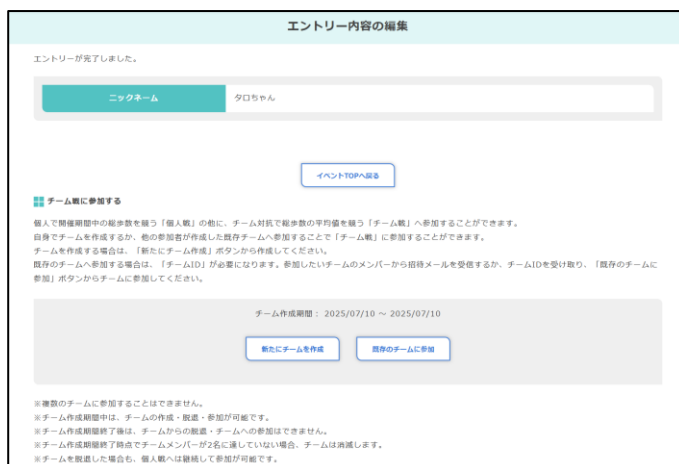 エントリー内容の編集
エントリーが完了しました。
ニックネーム
タロちゃん
イベントTOPへ戻る
チーム戦に参加する
個人で開催期間中の総歩数を競う「個人戦」の他に、チーム対抗で総歩数の平均値を競う「チーム戦」へ参加することができます。
自身でチームを作成するか、他の参加者が作成した既存チームへ参加することで「チーム戦」に参加することができます。
チームを作成する場合は、「新たにチーム作成」ボタンから作成してください。
既存のチームへ参加する場合は、「チームID」が必要になります。参加したいチームのメンバーから招待メールを受信するか、チームIDを受け取り、「既存のチームに
参加」ボタンからチームに参加してください。
チーム作成期間： 2025/07/10 ～ 2025/07/10
新たにチームを作成
既存のチームに参加
※複数のチームに参加することはできません。
※チーム作成期間中は、チームの作成・脱退・参加が可能です。
※チーム作成期間終了後は、チームからの脱退・チームへの参加はできません。
※チーム作成期間終了時点でチームメンバーが2名に達していない場合、チームは消滅します。
※チームを脱退した場合も、個人戦へは継続して参加が可能です。